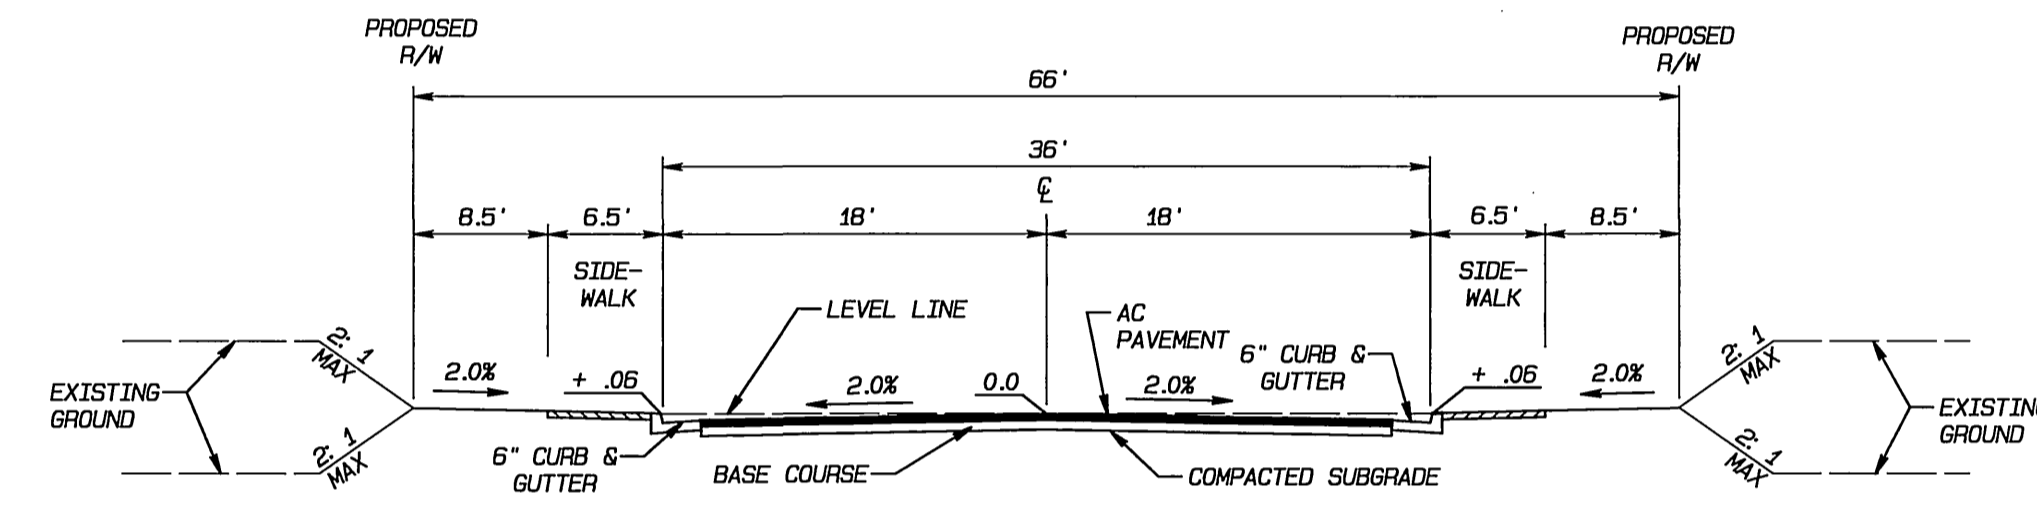 PROPOSED
R/W
PROPOSED
R/W
66'
36'
℄
8.5'
6.5'
18'
18'
6.5'
8.5'
SIDE-
WALK
SIDE-
WALK
LEVEL LINE
AC
PAVEMENT
6" CURB &
GUTTER
2: 1
MAX
2: 1
MAX
EXISTING
GROUND
2.0%
+ .06
2.0%
0.0
2.0%
+ .06
2.0%
EXISTIN
GROUND
2: 1
MAX
2: 1
MAX
6" CURB &
GUTTER
BASE COURSE
COMPACTED SUBGRADE